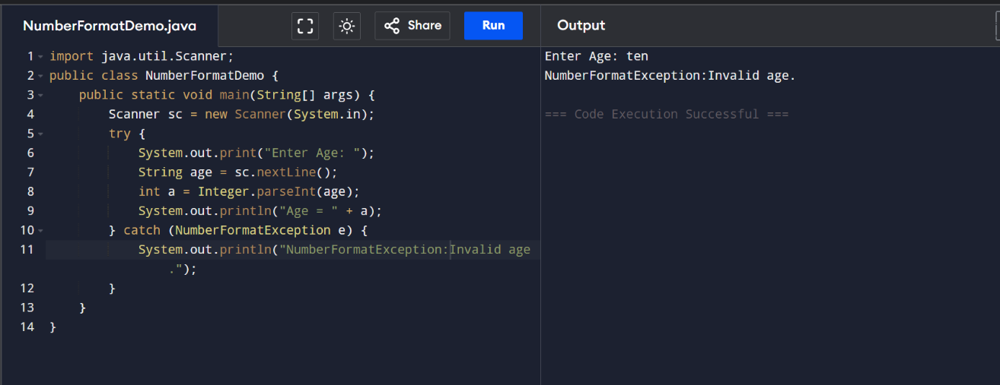 NumberFormatDemo.java
Share
Run
Output
1 import java.util.Scanner;
2 public class NumberFormatDemo {
3     public static void main(String[] args) {
4         Scanner sc = new Scanner(System.in);
5         try {
6             System.out.print("Enter Age: ");
7             String age = sc.nextLine();
8             int a = Integer.parseInt(age);
9             System.out.println("Age = " + a);
10         } catch (NumberFormatException e) {
11             System.out.println("NumberFormatException:Invalid age
                .");
12         }
13     }
14 }
Enter Age: ten
NumberFormatException:Invalid age.
=== Code Execution Successful ===